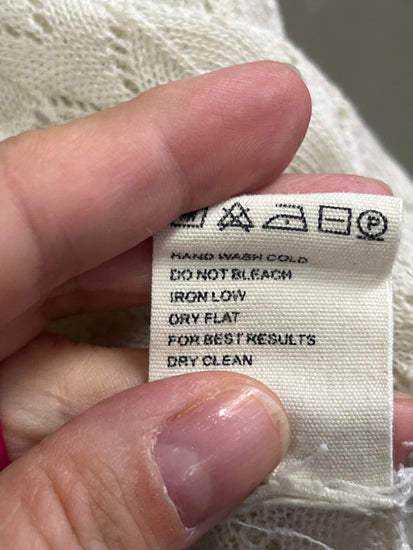 P
HAND WASH COLD
DO NOT BLEACH
IRON LOW
DRY FLAT
FOR BEST RESULTS
DRY CLEAN